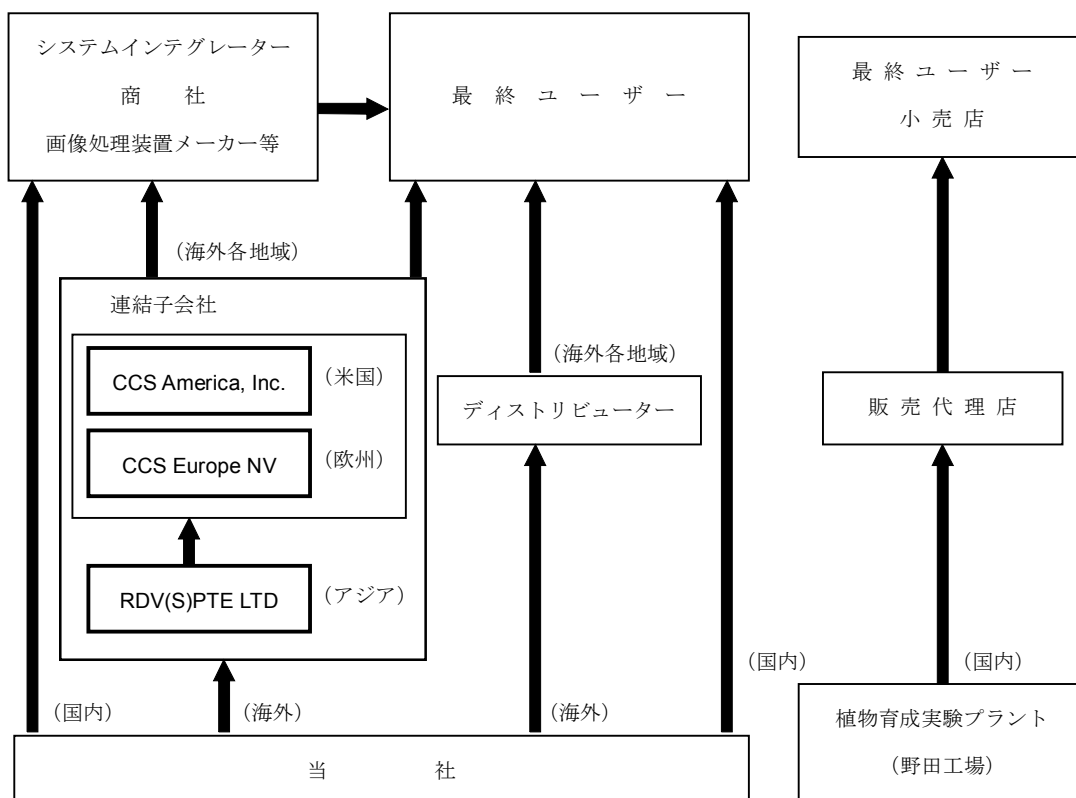 システムインテグレーター
商 社
画像処理装置メーカー等
最 終 ユ ー ザ ー
最 終 ユ ー ザ ー
小 売 店
（海外各地域）
連結子会社
CCS America, Inc.
（米国）
CCS Europe NV
（欧州）
RDV(S)PTE LTD
（アジア）
（海外各地域）
ディストリビューター
販 売 代 理 店
（国内）
（海外）
（海外）
（国内）
（国内）
当 社
植物育成実験プラント
（野田工場）